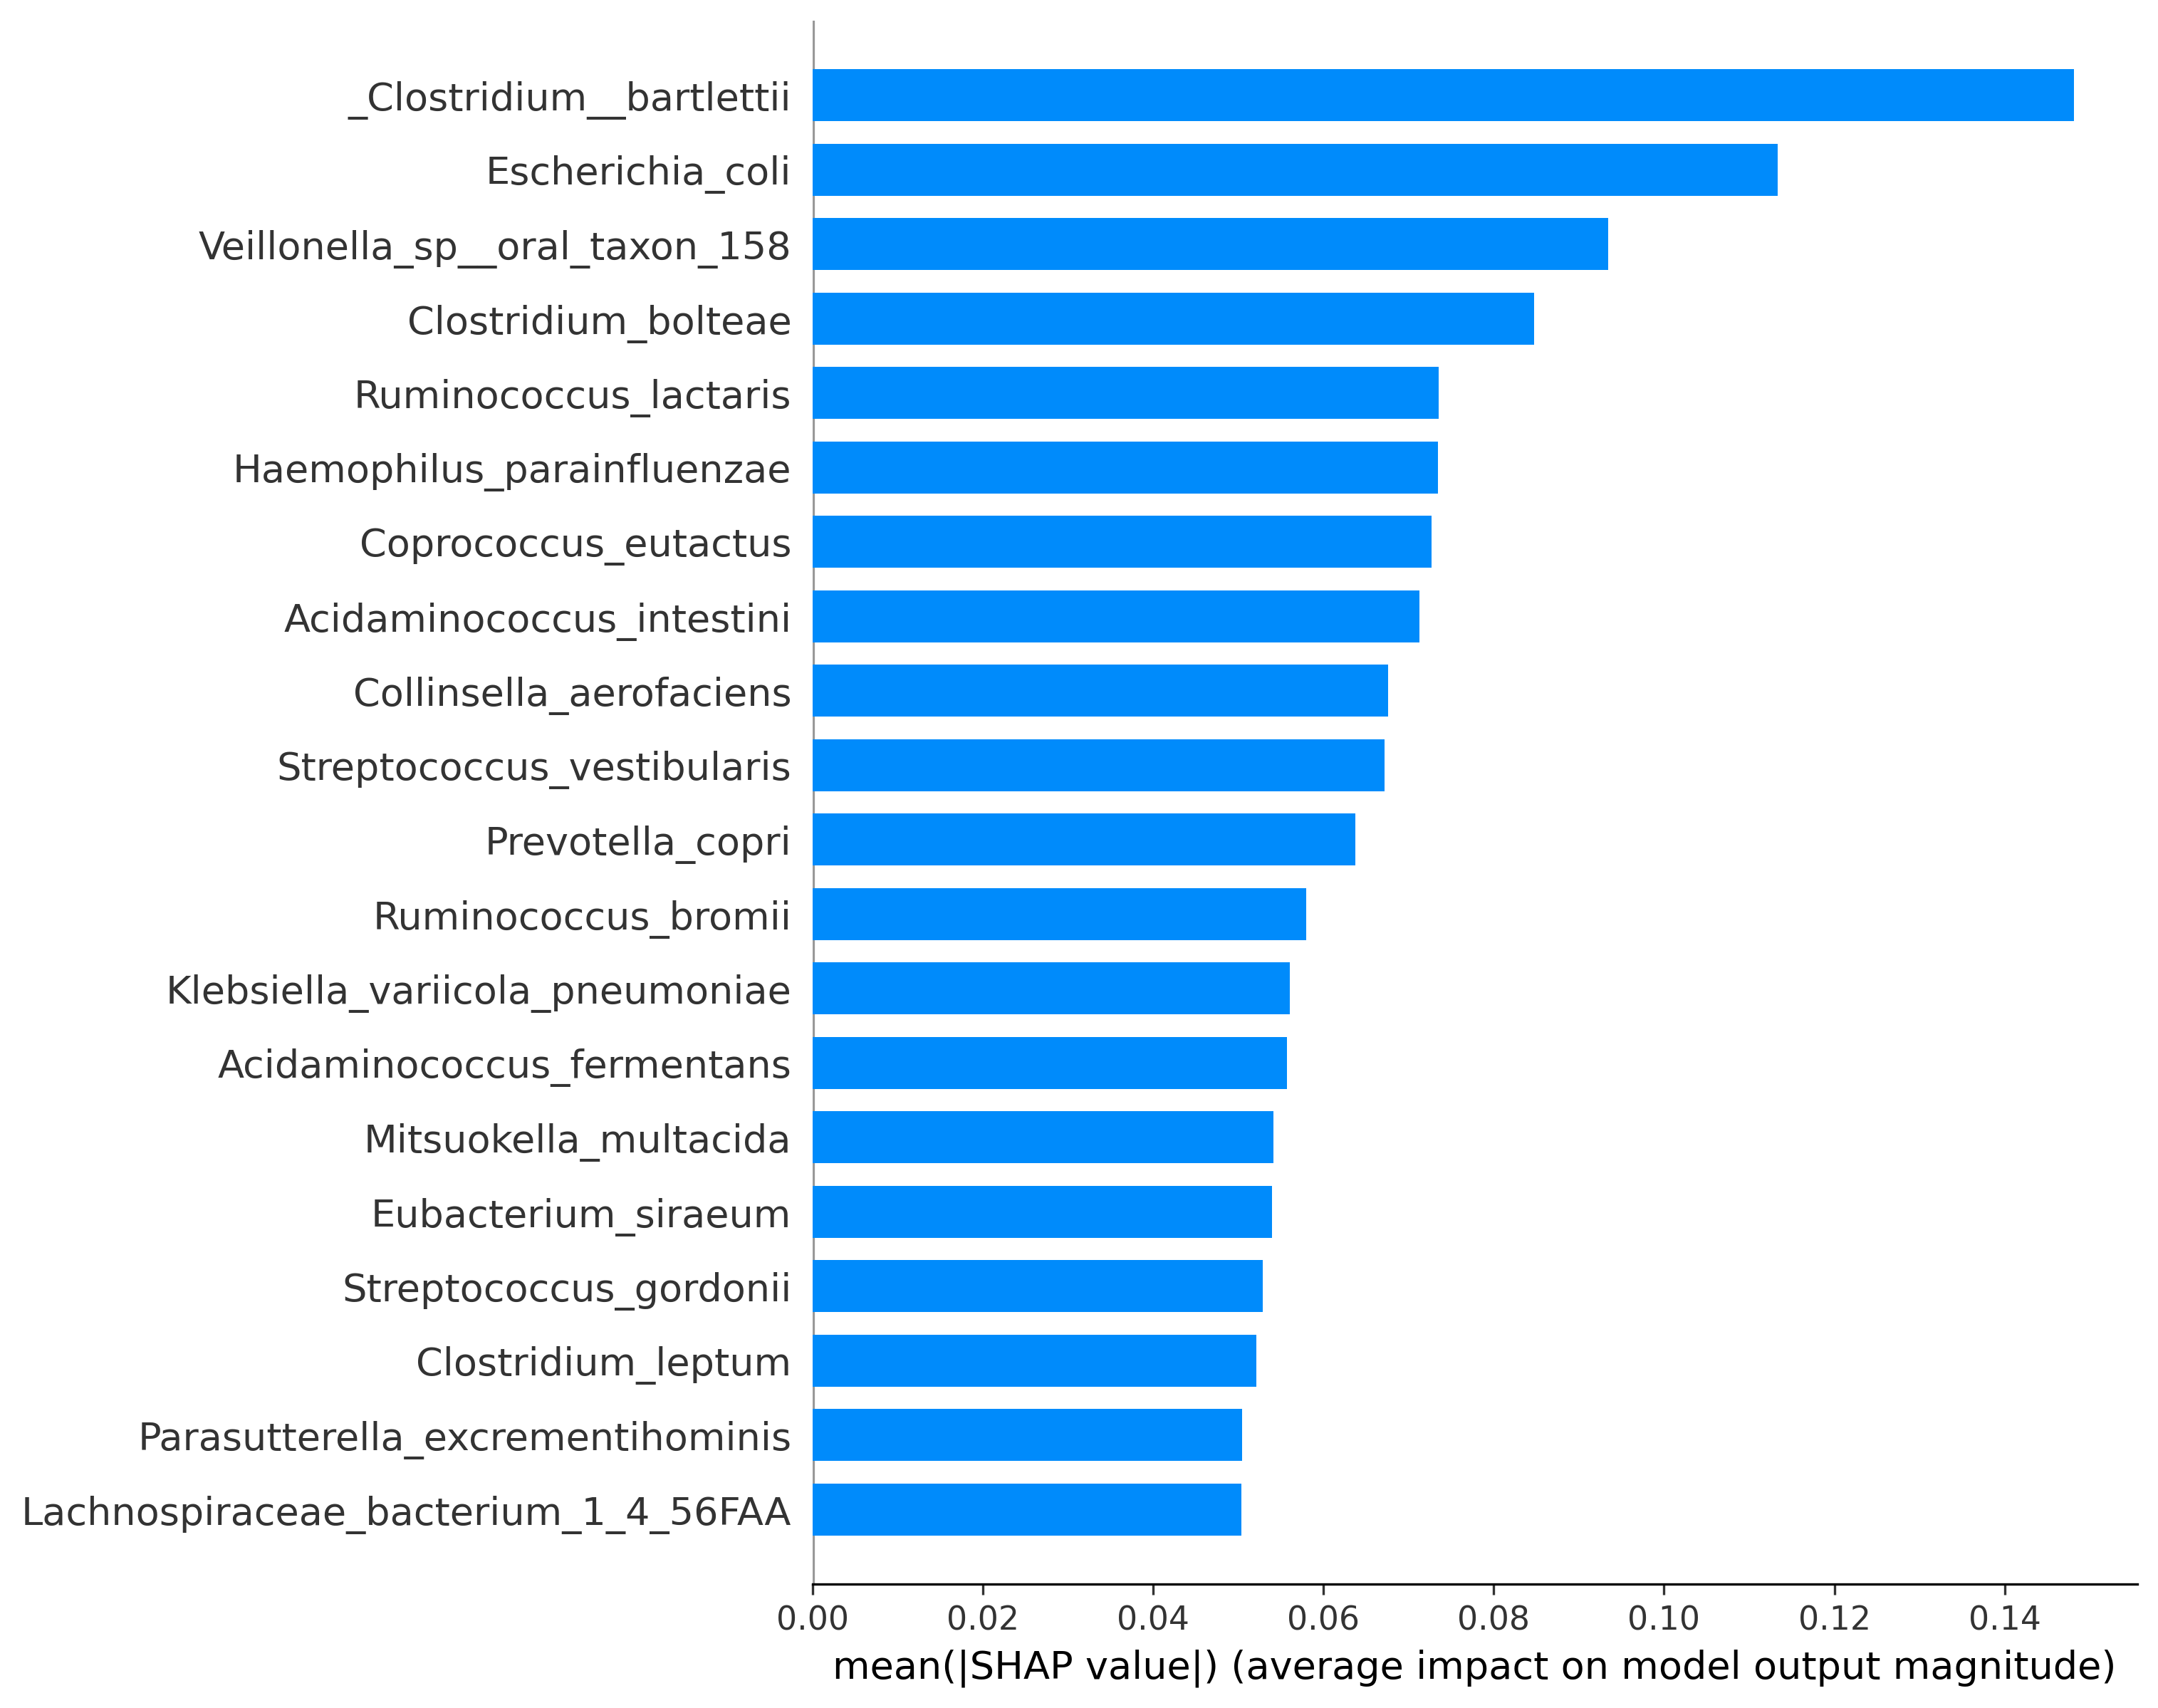 _Clostridium__bartlettii
Escherichia_coli
Veillonella_sp__oral_taxon_158
Clostridium_bolteae
Ruminococcus_lactaris
Haemophilus_parainfluenzae
Coprococcus_eutactus
Acidaminococcus_intestini
Collinsella_aerofaciens
Streptococcus_vestibularis
Prevotella_copri
Ruminococcus_bromii
Klebsiella_variicola_pneumoniae
Acidaminococcus_fermentans
Mitsuokella_multacida
Eubacterium_siraeum
Streptococcus_gordonii
Clostridium_leptum
Parasutterella_excrementihominis
Lachnospiraceae_bacterium_1_4_56FAA
0.00 0.02 0.04 0.06 0.08 0.10 0.12 0.14
mean(|SHAP value|) (average impact on model output magnitude)